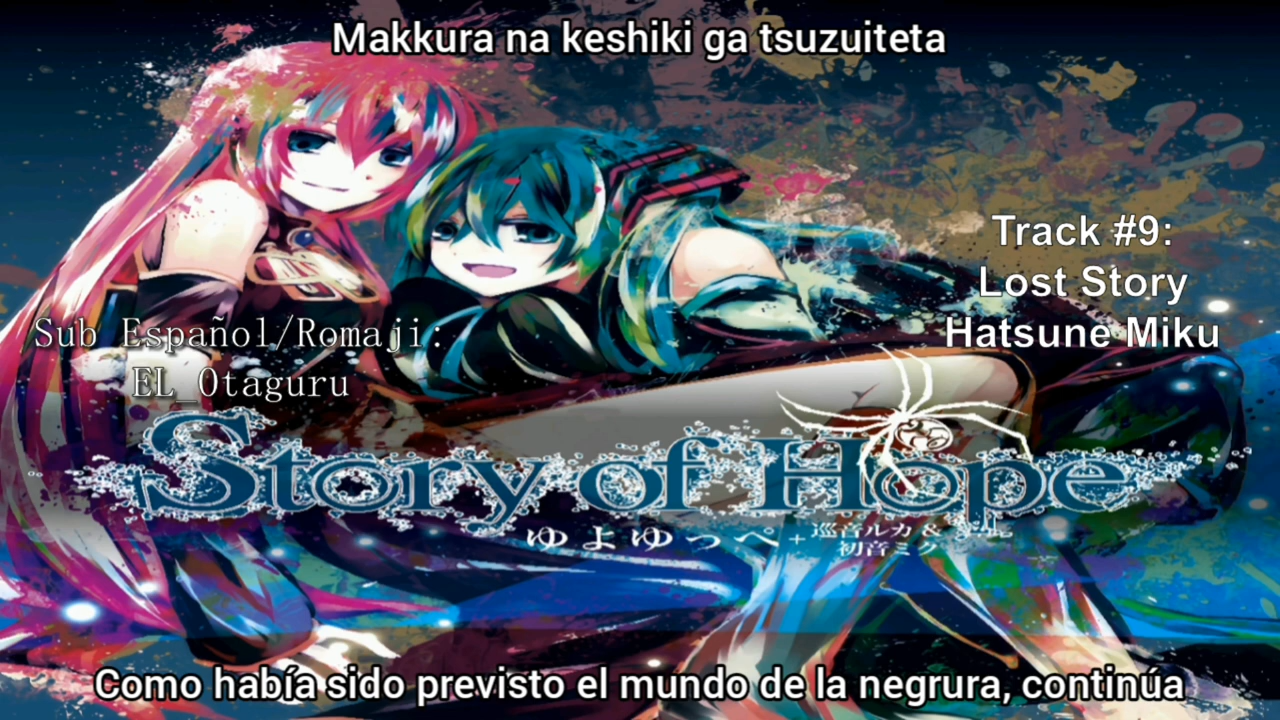 Makkura na keshiki ga tsuzuiteta
Track #9:
Lost Story
Hatsune Miku
Sub Español/Romaji:
EL_Otaguru
Story of Hope
ゆよゆっぺ+巡音ルカ &
初音ミク
Como había sido previsto el mundo de la negrura, continúa